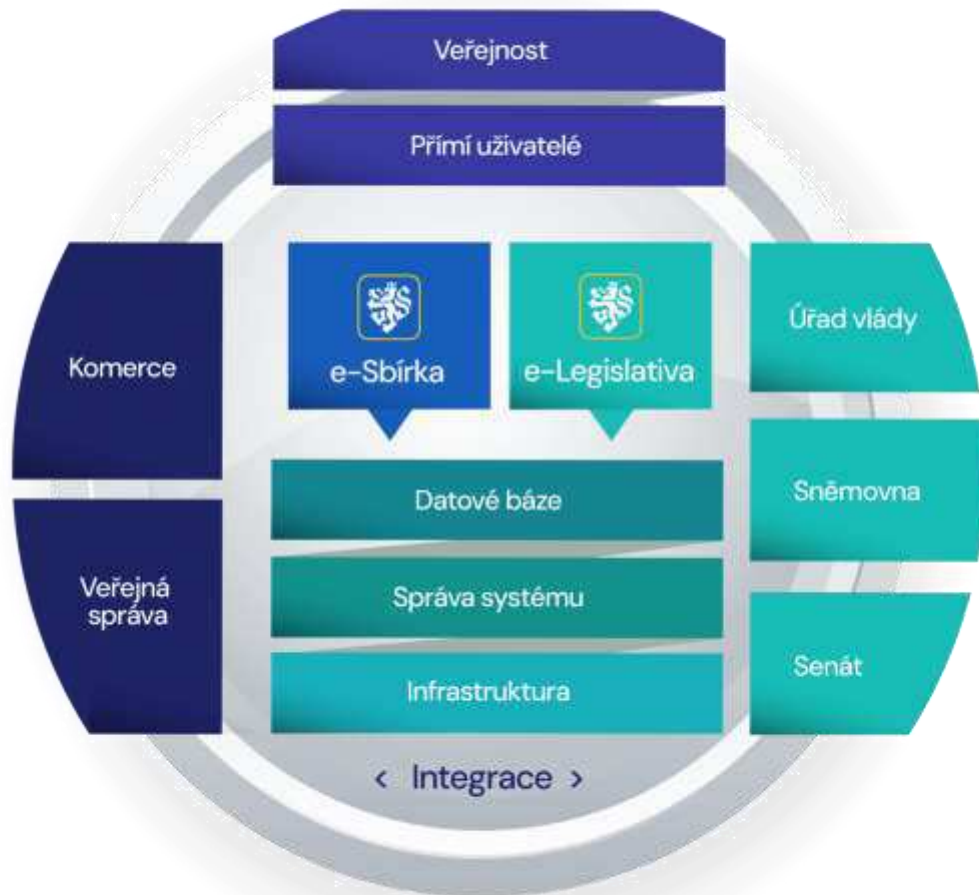 Veřejnost
Přímí uživatelé
Komerce
e-Sbírka
e-Legislativa
Úřad vlády
Datové báze
Sněmovna
Veřejná
správa
Správa systému
Infrastruktura
Senát
< Integrace >